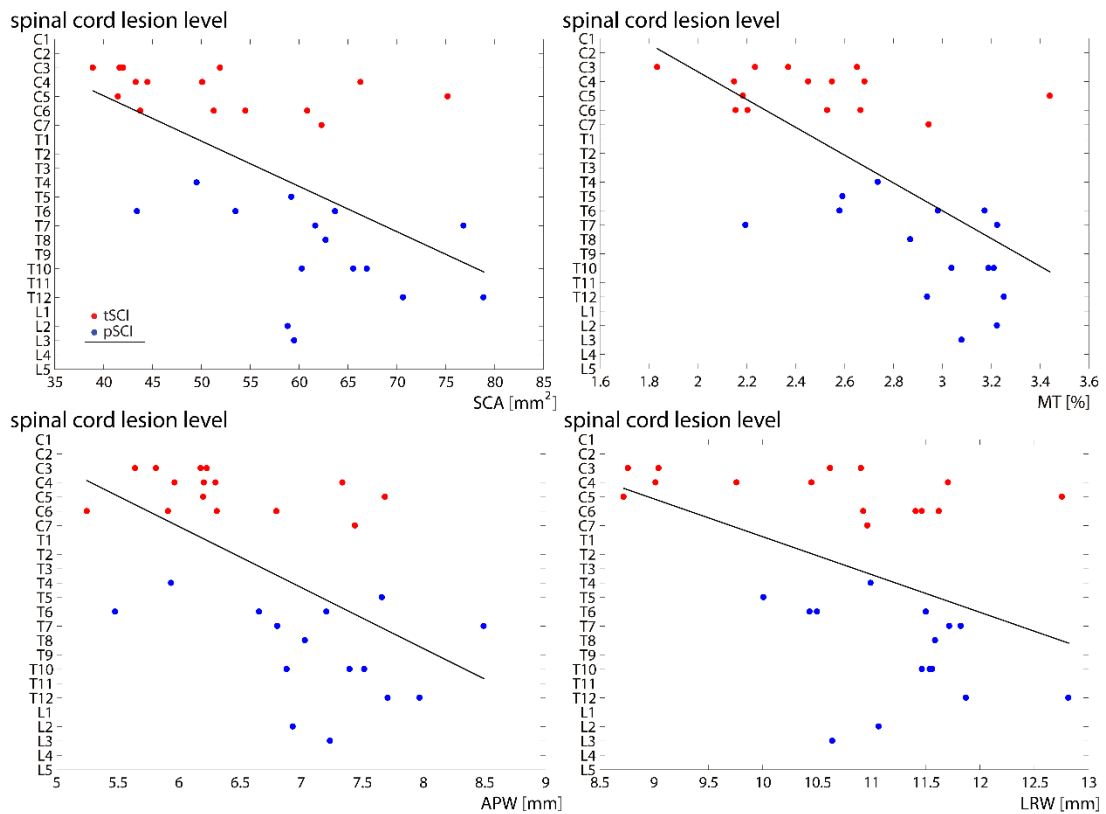 spinal cord lesion level
C1
C2
C3
C4
C5
C6
C7
T1
T2
T3
T4
T5
T6
T7
T8
T9
T10
T11
T12
L1
L2
L3
L4
L5
tSCI
pSCI
35 40 45 50 55 60 65 70 75 80 85
SCA [mm²]
spinal cord lesion level
C1
C2
C3
C4
C5
C6
C7
T1
T2
T3
T4
T5
T6
T7
T8
T9
T10
T11
T12
L1
L2
L3
L4
L5
1.6 1.8 2 2.2 2.4 2.6 2.8 3 3.2 3.4 3.6
MT [%]
spinal cord lesion level
C1
C2
C3
C4
C5
C6
C7
T1
T2
T3
T4
T5
T6
T7
T8
T9
T10
T11
T12
L1
L2
L3
L4
L5
5 5.5 6 6.5 7 7.5 8 8.5 9
APW [mm]
spinal cord lesion level
C1
C2
C3
C4
C5
C6
C7
T1
T2
T3
T4
T5
T6
T7
T8
T9
T10
T11
T12
L1
L2
L3
L4
L5
8.5 9 9.5 10 10.5 11 11.5 12 12.5 13
LRW [mm]